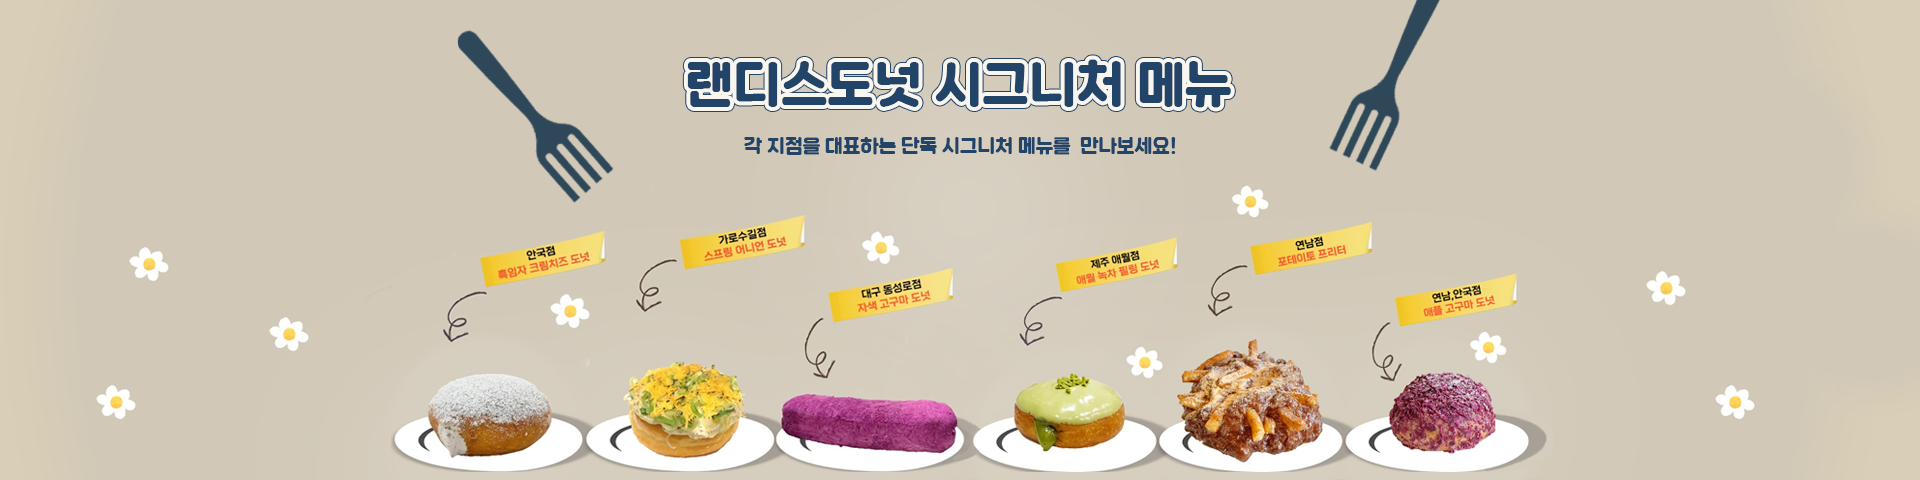 랜디스도넛 시그니처 메뉴
각 지점을 대표하는 단독 시그니처 메뉴를 만나보세요!
안국점
흑임자 크림치즈 도넛
가로수길점
스프링 어니언 도넛
대구 동성로점
자색 고구마 도넛
제주 애월점
애월 녹차 필링 도넛
연남점
포테이토 프리터
연남,안국점
애플 고구마 도넛